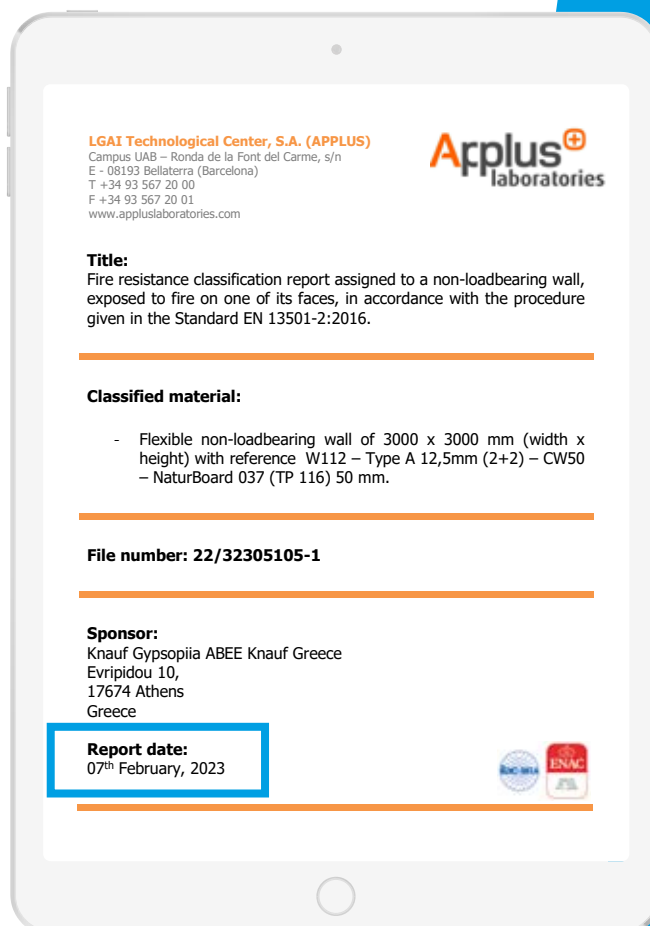 LGAI Technological Center, S.A. (APPLUS)
Campus UAB – Ronda de la Font del Carme, s/n
E - 08193 Bellaterra (Barcelona)
T +34 93 567 20 00
F +34 93 567 20 01
www.appluslaboratories.com
Applus+
laboratories
Title:
Fire resistance classification report assigned to a non-loadbearing wall,
exposed to fire on one of its faces, in accordance with the procedure
given in the Standard EN 13501-2:2016.
Classified material:
- Flexible non-loadbearing wall of 3000 x 3000 mm (width x
height) with reference W112 – Type A 12,5mm (2+2) – CW50
– NaturBoard 037 (TP 116) 50 mm.
File number: 22/32305105-1
Sponsor:
Knauf Gypsopiia ABEE Knauf Greece
Evripidou 10,
17674 Athens
Greece
Report date:
07th February, 2023
ENAC